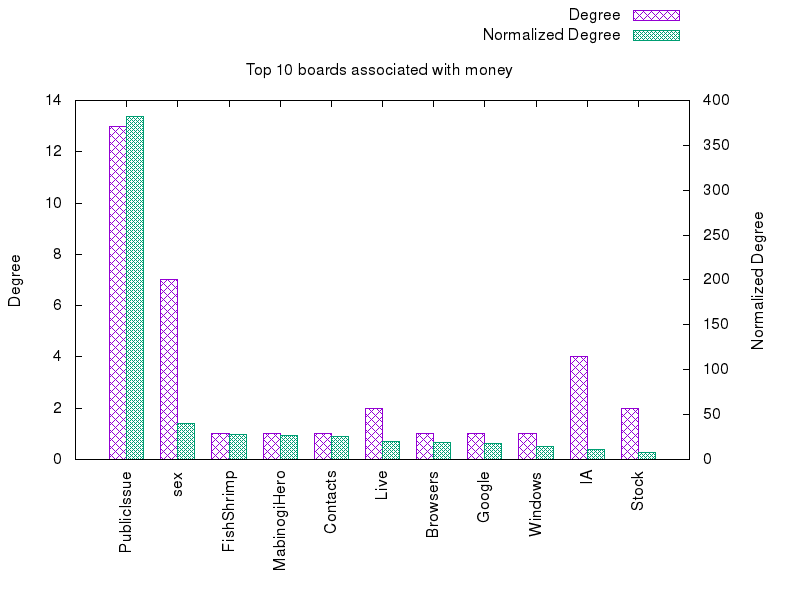 Degree
Normalized Degree
Top 10 boards associated with money
14
12
10
8
6
4
2
0
Degree
400
350
300
250
200
150
100
50
0
Normalized Degree
PublicIssue
sex
FishShrimp
MabinogiHero
Contacts
Live
Browsers
Google
Windows
IA
Stock